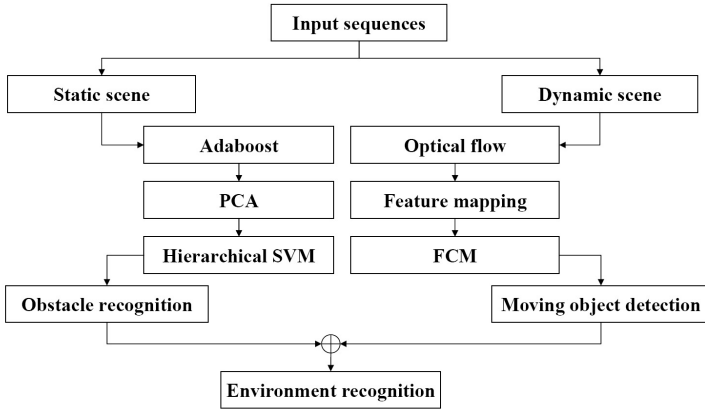 Input sequences
Static scene
Dynamic scene
Adaboost
Optical flow
PCA
Feature mapping
Hierarchical SVM
FCM
Obstacle recognition
Moving object detection
Environment recognition